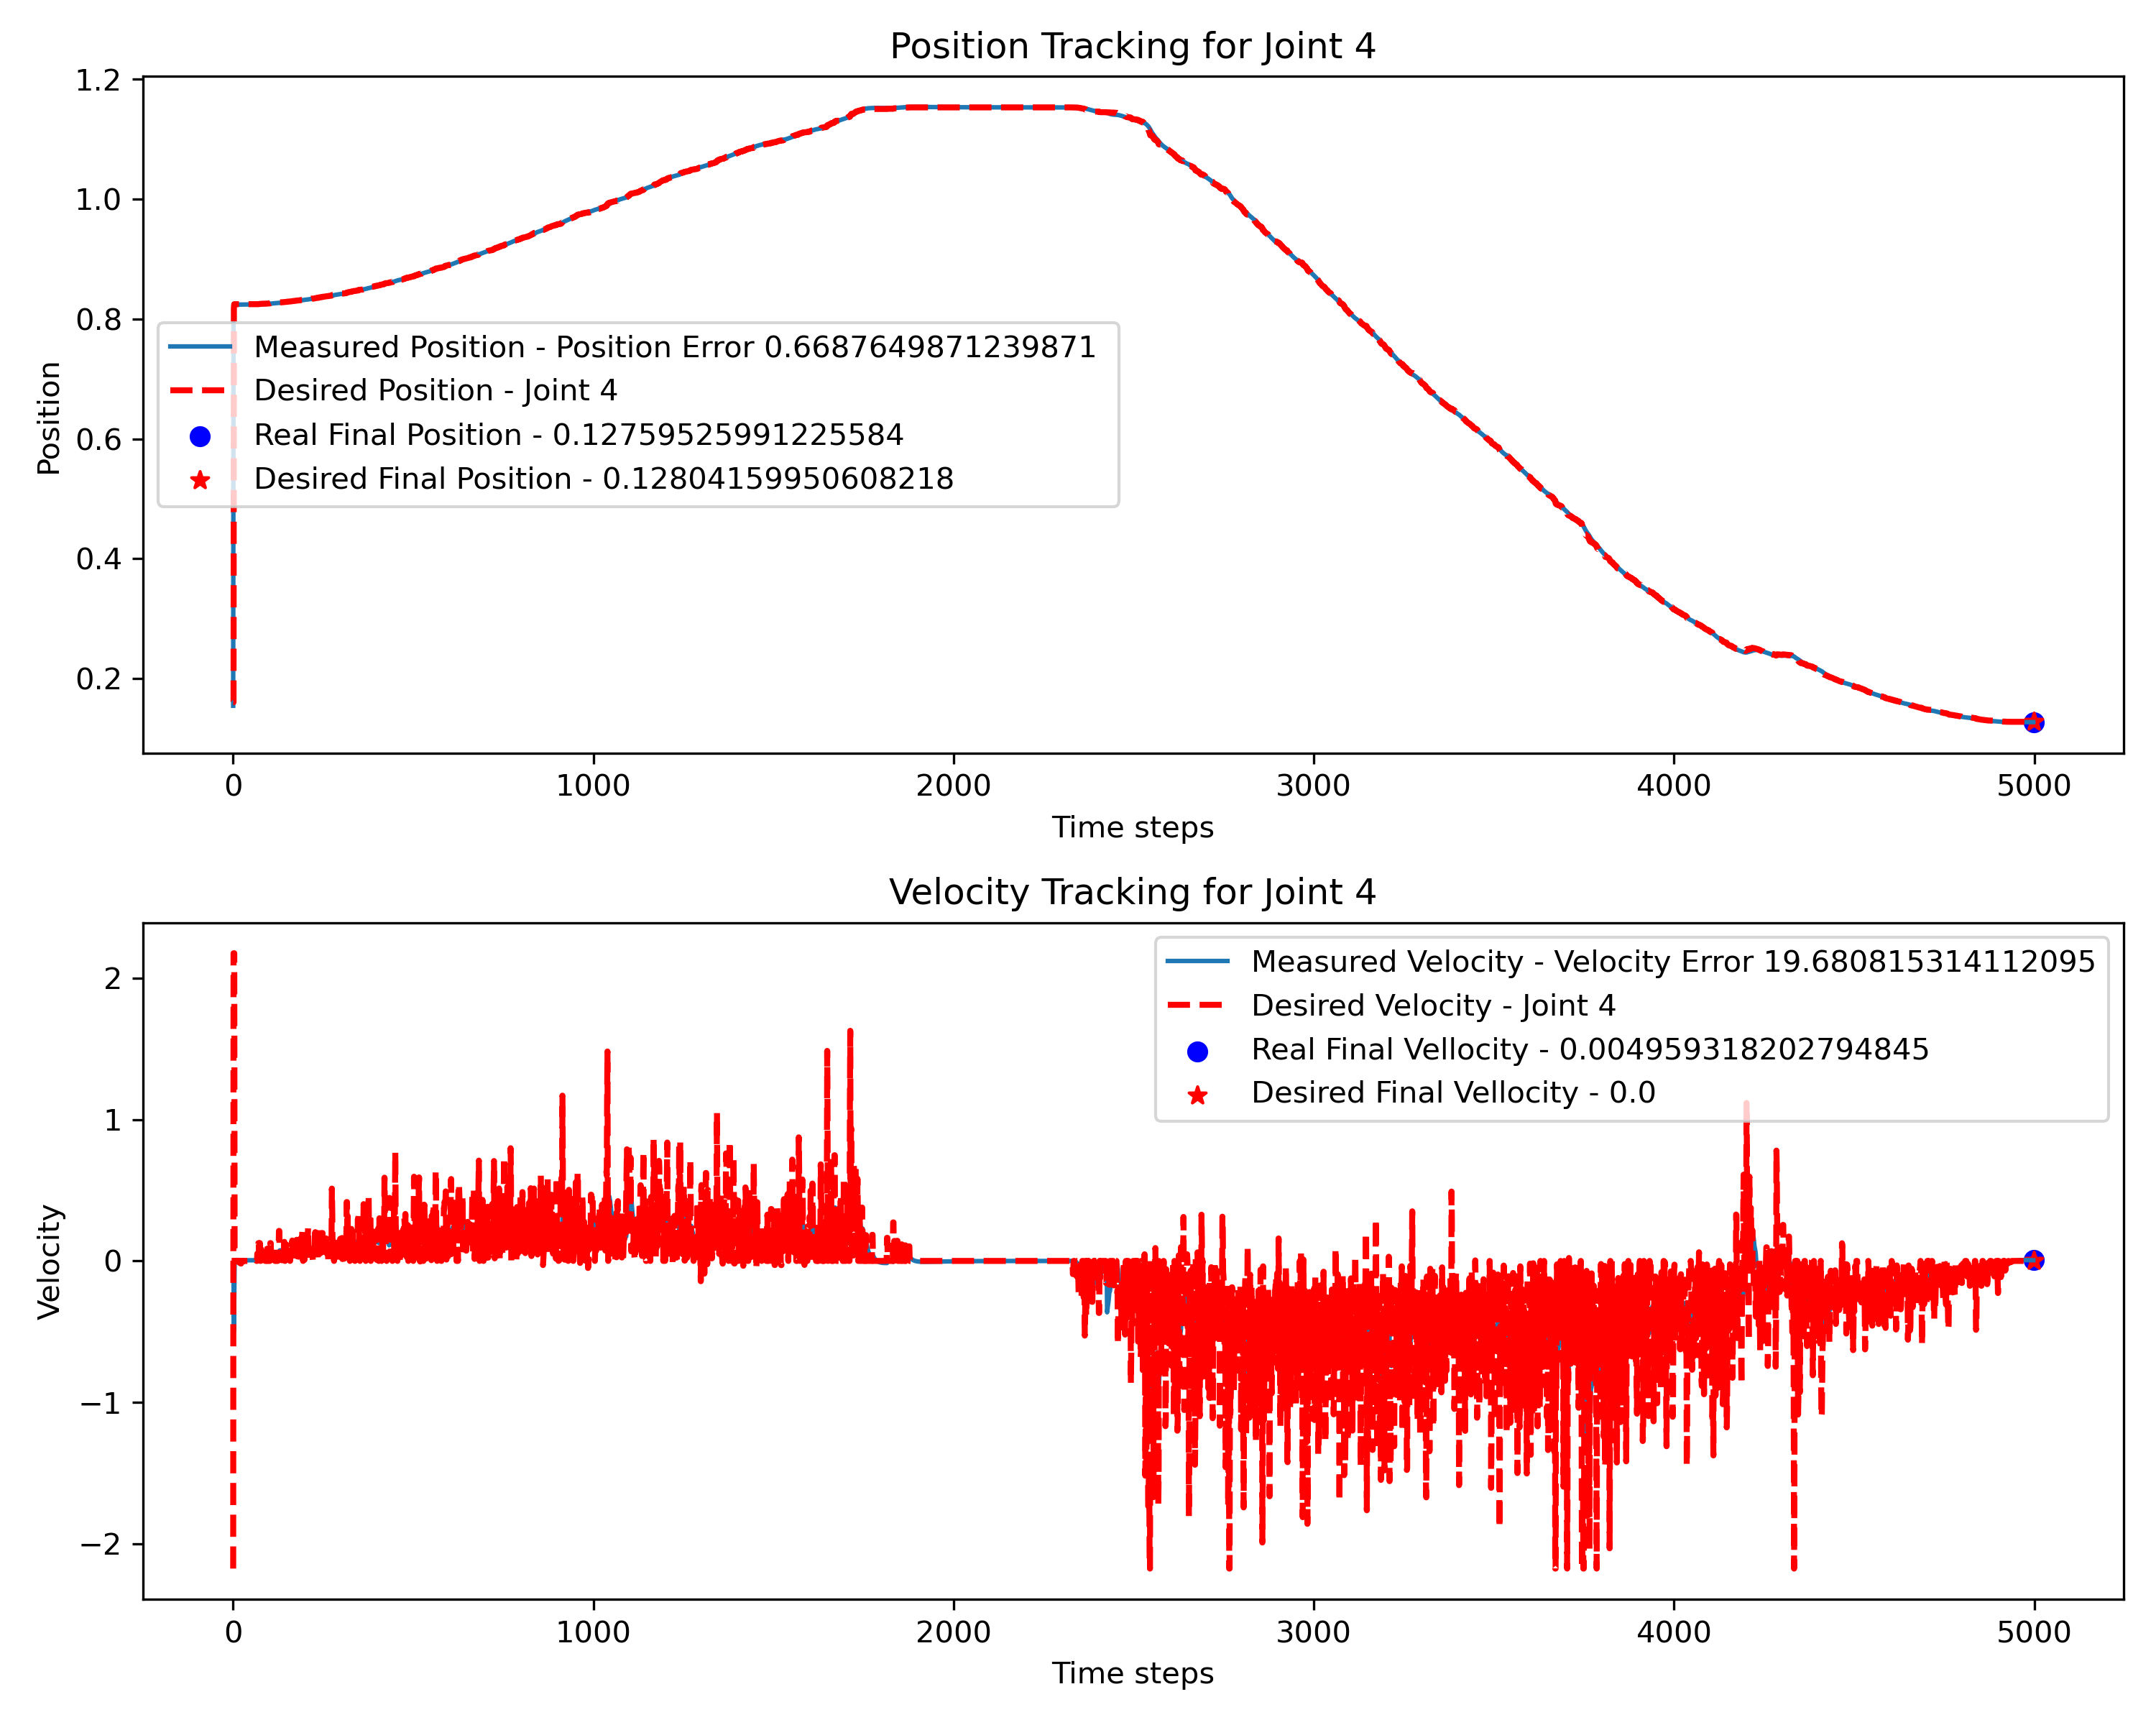 Position Tracking for Joint 4
1.2
1.0
0.8
0.6
0.4
0.2
Position
Measured Position - Position Error 0.6687649871239871
Desired Position - Joint 4
Real Final Position - 0.12759525991225584
Desired Final Position - 0.12804159950608218
0 1000 2000 3000 4000 5000
Time steps
Velocity Tracking for Joint 4
2
1
0
−1
−2
Velocity
Measured Velocity - Velocity Error 19.680815314112095
Desired Velocity - Joint 4
Real Final Vellocity - 0.004959318202794845
Desired Final Vellocity - 0.0
0 1000 2000 3000 4000 5000
Time steps